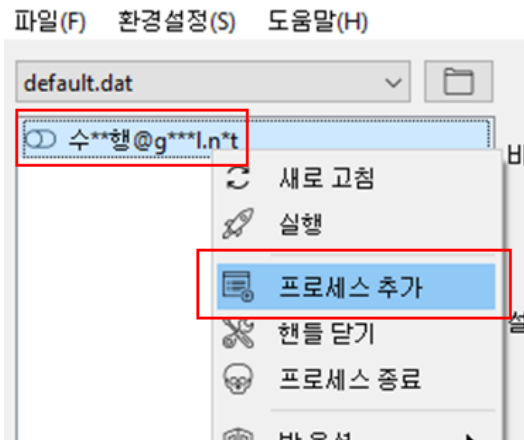 파일(F) 환경설정(S) 도움말(H)
default.dat
수**행@g***l.n*t
새로 고침
실행
프로세스 추가
핸들 닫기
프로세스 종료